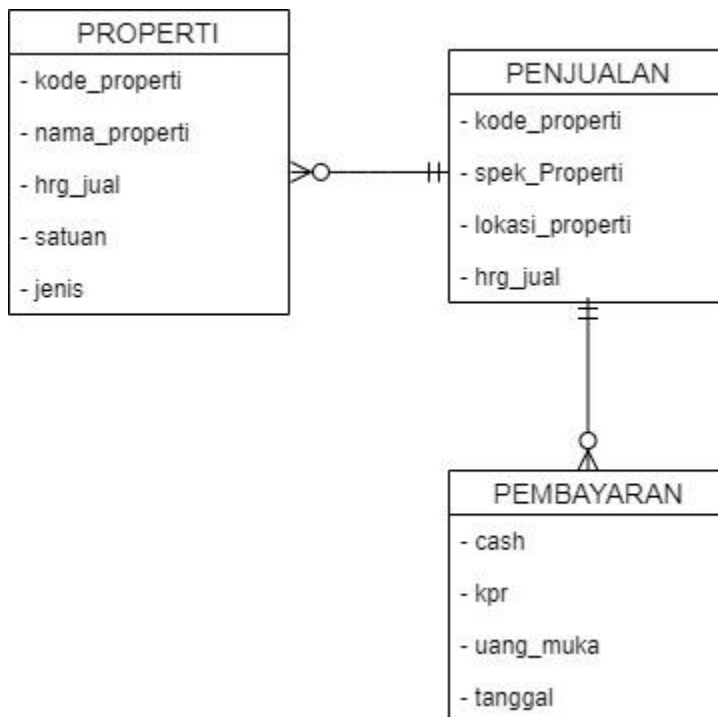 PROPERTI
- kode_properti
- nama_properti
- hrg_jual
- satuan
- jenis
PENJUALAN
- kode_properti
- spek_Properti
- lokasi_properti
- hrg_jual
PEMBAYARAN
- cash
- kpr
- uang_muka
- tanggal